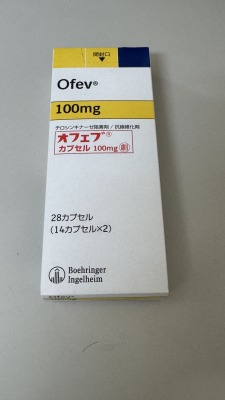 開封口
Ofev®
100mg
チロシンキナーゼ阻害剤/抗線維化剤
オフェブ®
カプセル 100mg 劇
28カプセル
(14カプセル×2)
Boehringer
Ingelheim